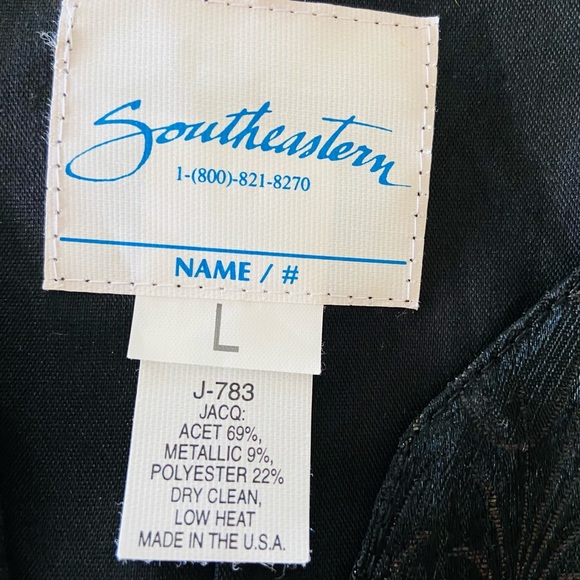 Southeastern
1-(800)-821-8270
NAME / #
L
J-783
JACQ:
ACET 69%,
METALLIC 9%,
POLYESTER 22%
DRY CLEAN,
LOW HEAT
MADE IN THE U.S.A.